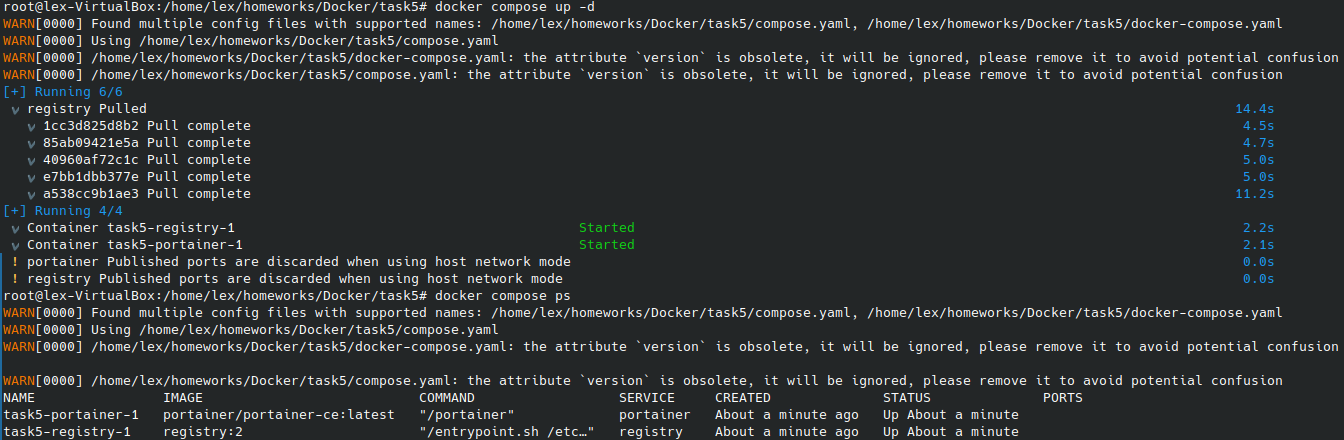 root@lex-VirtualBox:/home/lex/homeworks/Docker/task5# docker compose up -d
WARN[0000] Found multiple config files with supported names: /home/lex/homeworks/Docker/task5/compose.yaml, /home/lex/homeworks/Docker/task5/docker-compose.yaml
WARN[0000] Using /home/lex/homeworks/Docker/task5/compose.yaml
WARN[0000] /home/lex/homeworks/Docker/task5/docker-compose.yaml: the attribute `version` is obsolete, it will be ignored, please remove it to avoid potential confusion
WARN[0000] /home/lex/homeworks/Docker/task5/compose.yaml: the attribute `version` is obsolete, it will be ignored, please remove it to avoid potential confusion
[+] Running 6/6
✔ registry Pulled 14.4s
✔ 1cc3d825d8b2 Pull complete 4.5s
✔ 85ab09421e5a Pull complete 4.7s
✔ 40960af72c1c Pull complete 5.0s
✔ e7bb1dbb377e Pull complete 5.0s
✔ a538cc9b1ae3 Pull complete 11.2s
[+] Running 4/4
✔ Container task5-registry-1 Started 2.2s
✔ Container task5-portainer-1 Started 2.1s
! portainer Published ports are discarded when using host network mode 0.0s
! registry Published ports are discarded when using host network mode 0.0s
root@lex-VirtualBox:/home/lex/homeworks/Docker/task5# docker compose ps
WARN[0000] Found multiple config files with supported names: /home/lex/homeworks/Docker/task5/compose.yaml, /home/lex/homeworks/Docker/task5/docker-compose.yaml
WARN[0000] Using /home/lex/homeworks/Docker/task5/compose.yaml
WARN[0000] /home/lex/homeworks/Docker/task5/docker-compose.yaml: the attribute `version` is obsolete, it will be ignored, please remove it to avoid potential confusion
WARN[0000] /home/lex/homeworks/Docker/task5/compose.yaml: the attribute `version` is obsolete, it will be ignored, please remove it to avoid potential confusion
NAME IMAGE COMMAND SERVICE CREATED STATUS PORTS
task5-portainer-1 portainer/portainer-ce:latest "/portainer" portainer About a minute ago Up About a minute
task5-registry-1 registry:2 "/entrypoint.sh /etc…" registry About a minute ago Up About a minute